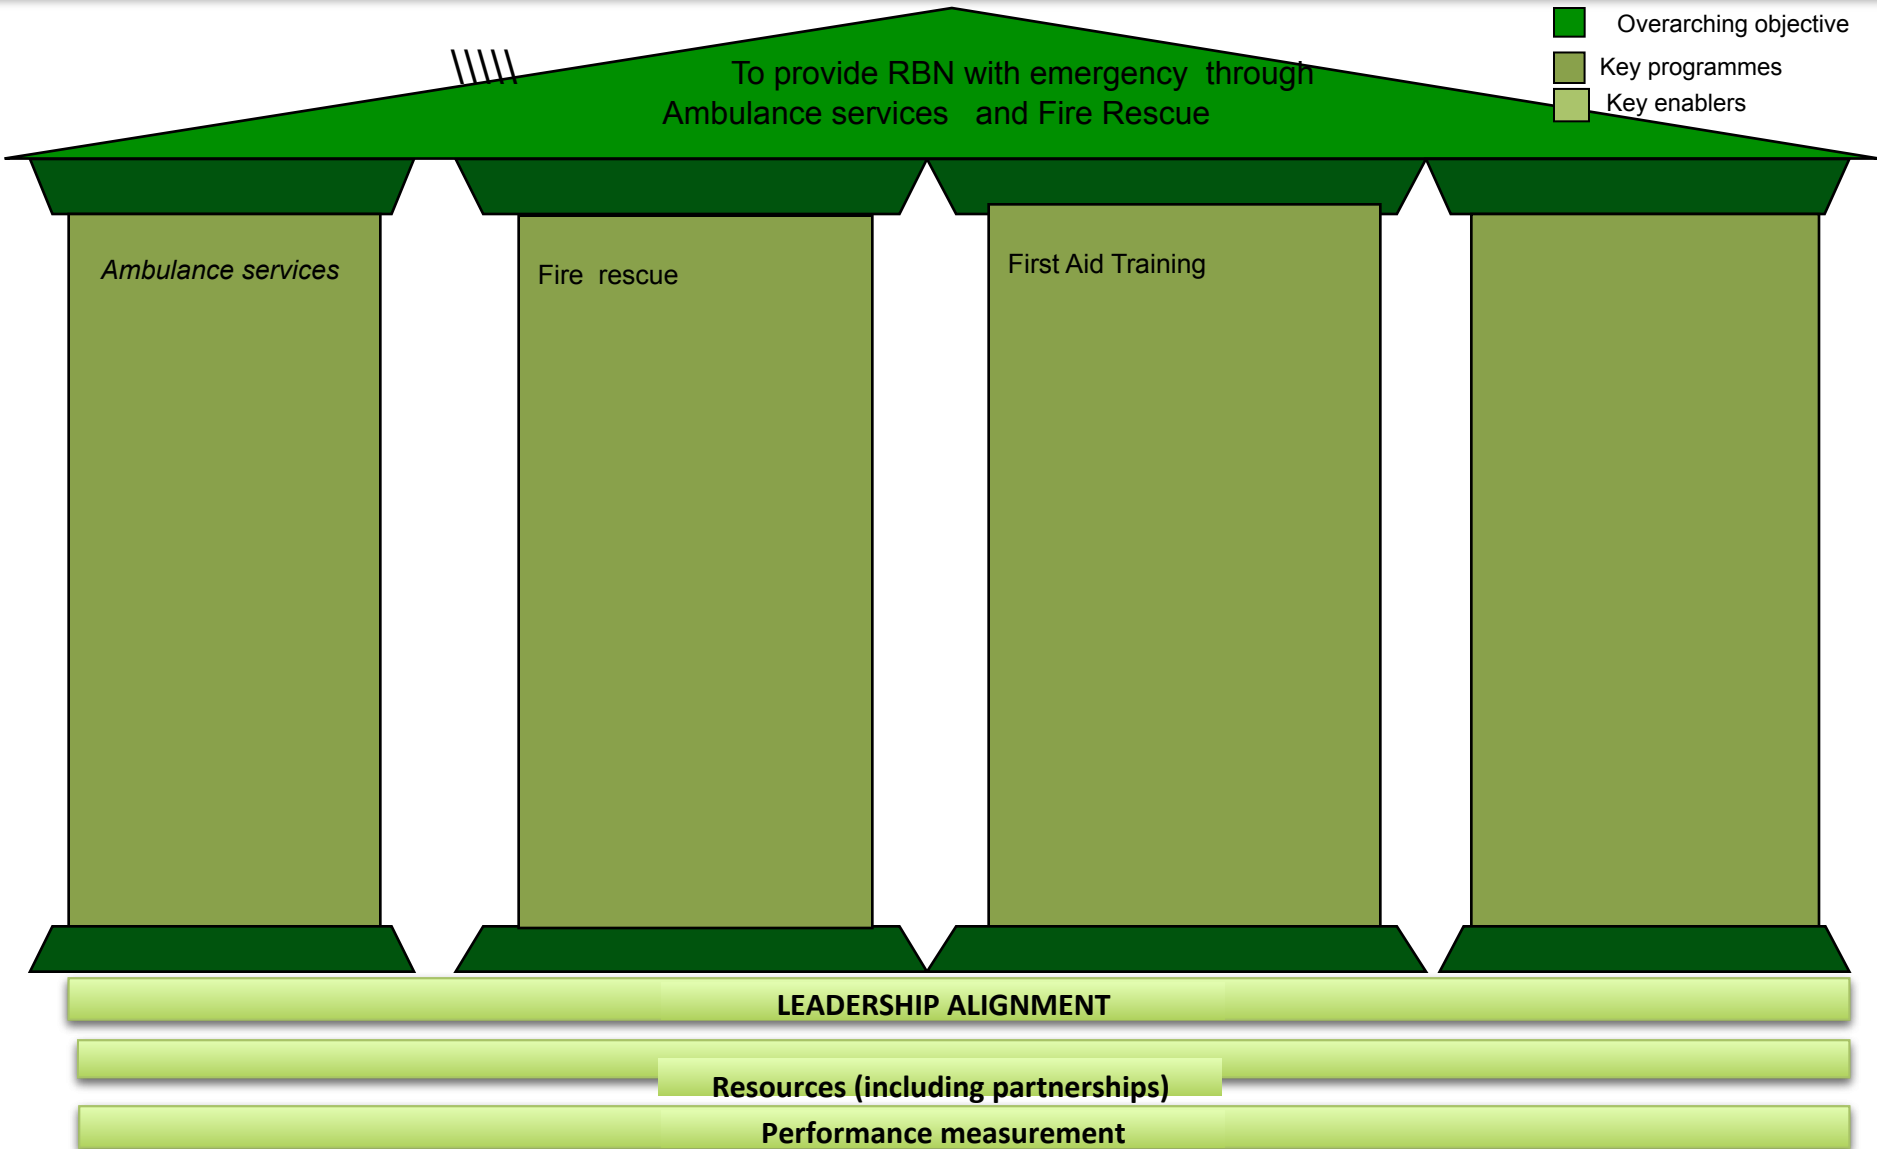 Overarching objective
Key programmes
Key enablers
To provide RBN with emergency  through
Ambulance services   and Fire Rescue
Ambulance services
Fire  rescue
First Aid Training
LEADERSHIP ALIGNMENT
Resources (including partnerships)
Performance measurement